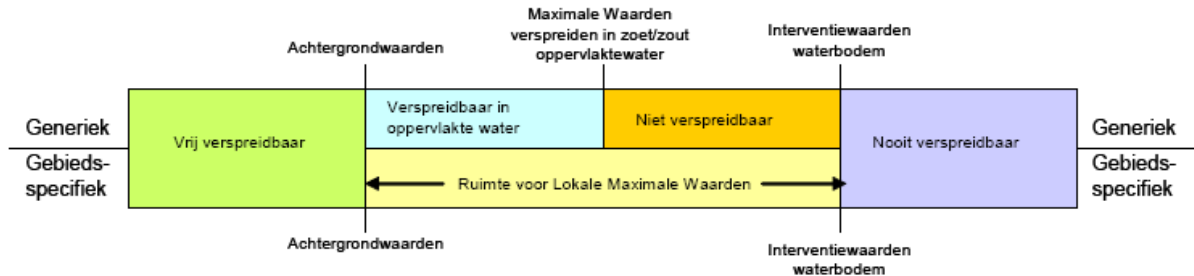 Maximale Waarden
verspreiden in zoet/zout
oppervlaktewater
Achtergrondwaarden
Interventiewaarden
waterbodem
Generiek
Gebieds-
specifiek
Vrij verspreidbaar
Verspreidbaar in
oppervlakte water
Niet verspreidbaar
Nooit verspreidbaar
Ruimte voor Lokale Maximale Waarden
Generiek
Gebieds-
specifiek
Achtergrondwaarden
Interventiewaarden
waterbodem